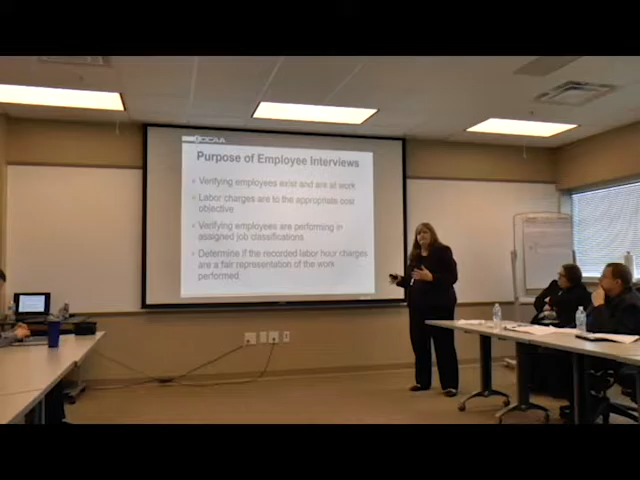 DCAA
Purpose of Employee Interviews
Verifying employees exist and are at work
Labor charges are to the appropriate cost
objective
Verifying employees are performing in
assigned job classifications
Determine if the recorded labor hour charges
are a fair representation of the work
performed